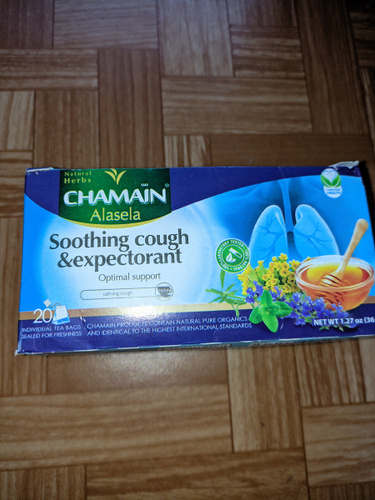 Natural
Herbs
CHAMAIN®
Alasela
Soothing cough
&expectorant
Optimal support
calming cough
20
INDIVIDUAL TEA BAGS
SEALED FOR FRESHNESS
CHAMAIN PRODUCTS CONTAIN NATURAL PURE ORGANICS
AND IDENTICAL TO THE HIGHEST INTERNATIONAL STANDARDS
NET WT 1.27 oz (36